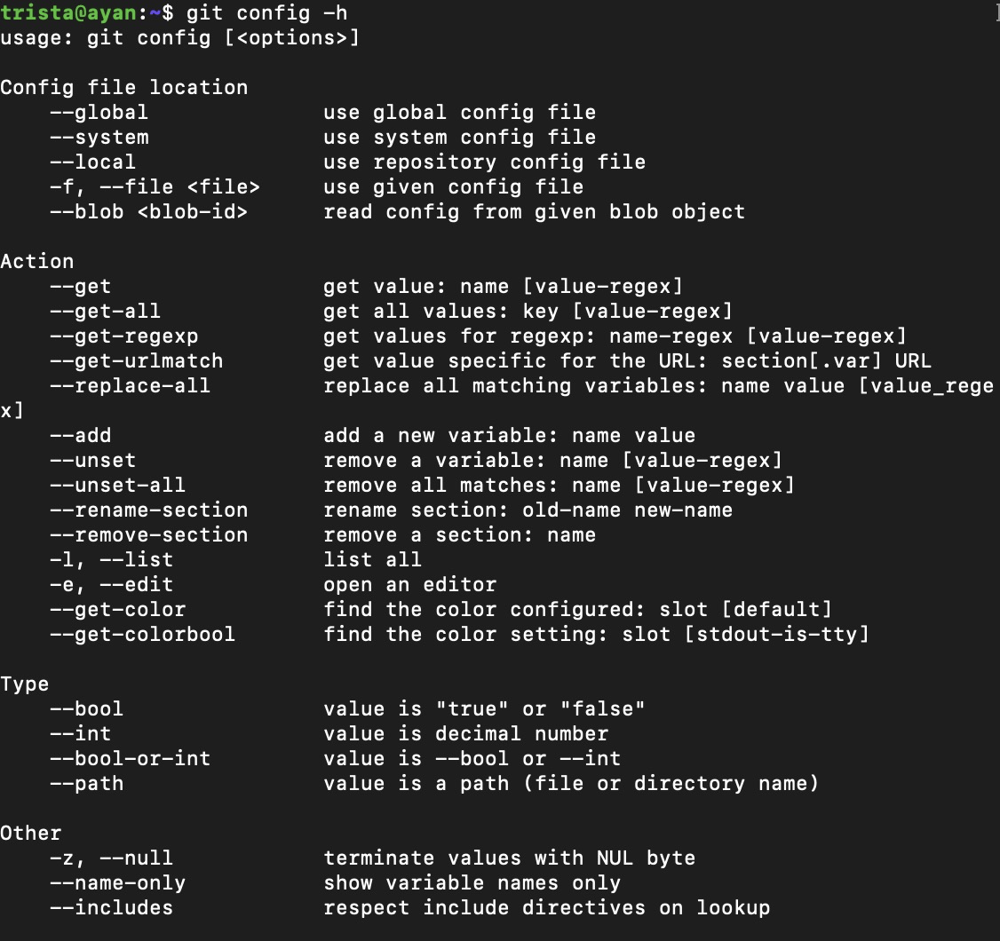 trista@ayan:~$ git config -h
usage: git config [<options>]

Config file location
    --global              use global config file
    --system              use system config file
    --local               use repository config file
    -f, --file <file>     use given config file
    --blob <blob-id>      read config from given blob object

Action
    --get                 get value: name [value-regex]
    --get-all             get all values: key [value-regex]
    --get-regexp          get values for regexp: name-regex [value-regex]
    --get-urlmatch        get value specific for the URL: section[.var] URL
    --replace-all         replace all matching variables: name value [value_rege
x]
    --add                 add a new variable: name value
    --unset               remove a variable: name [value-regex]
    --unset-all           remove all matches: name [value-regex]
    --rename-section      rename section: old-name new-name
    --remove-section      remove a section: name
    -l, --list            list all
    -e, --edit            open an editor
    --get-color           find the color configured: slot [default]
    --get-colorbool       find the color setting: slot [stdout-is-tty]

Type
    --bool                value is "true" or "false"
    --int                 value is decimal number
    --bool-or-int         value is --bool or --int
    --path                value is a path (file or directory name)

Other
    -z, --null            terminate values with NUL byte
    --name-only           show variable names only
    --includes            respect include directives on lookup